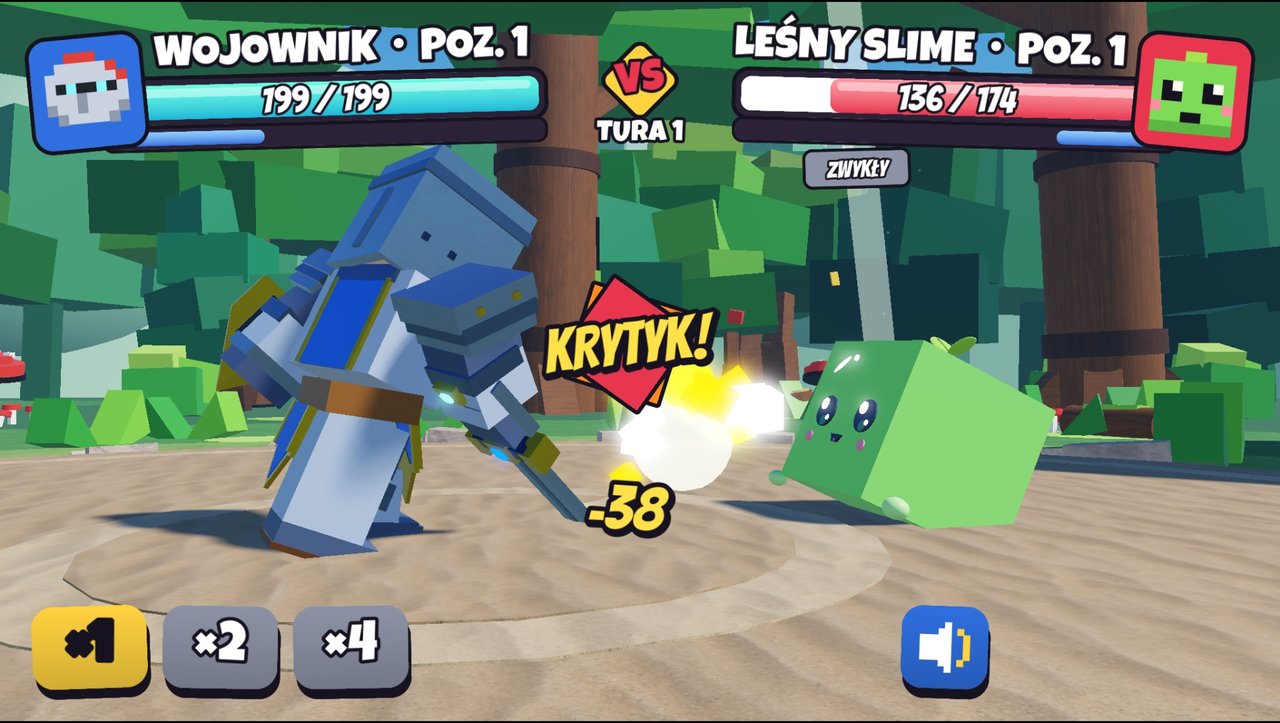 WOJOWNIK • POZ. 1
199 / 199
VS
TURA 1
LEŚNY SLIME • POZ. 1
136 / 174
ZWYKŁY
KRYTYK!
-38
×1
×2
×4